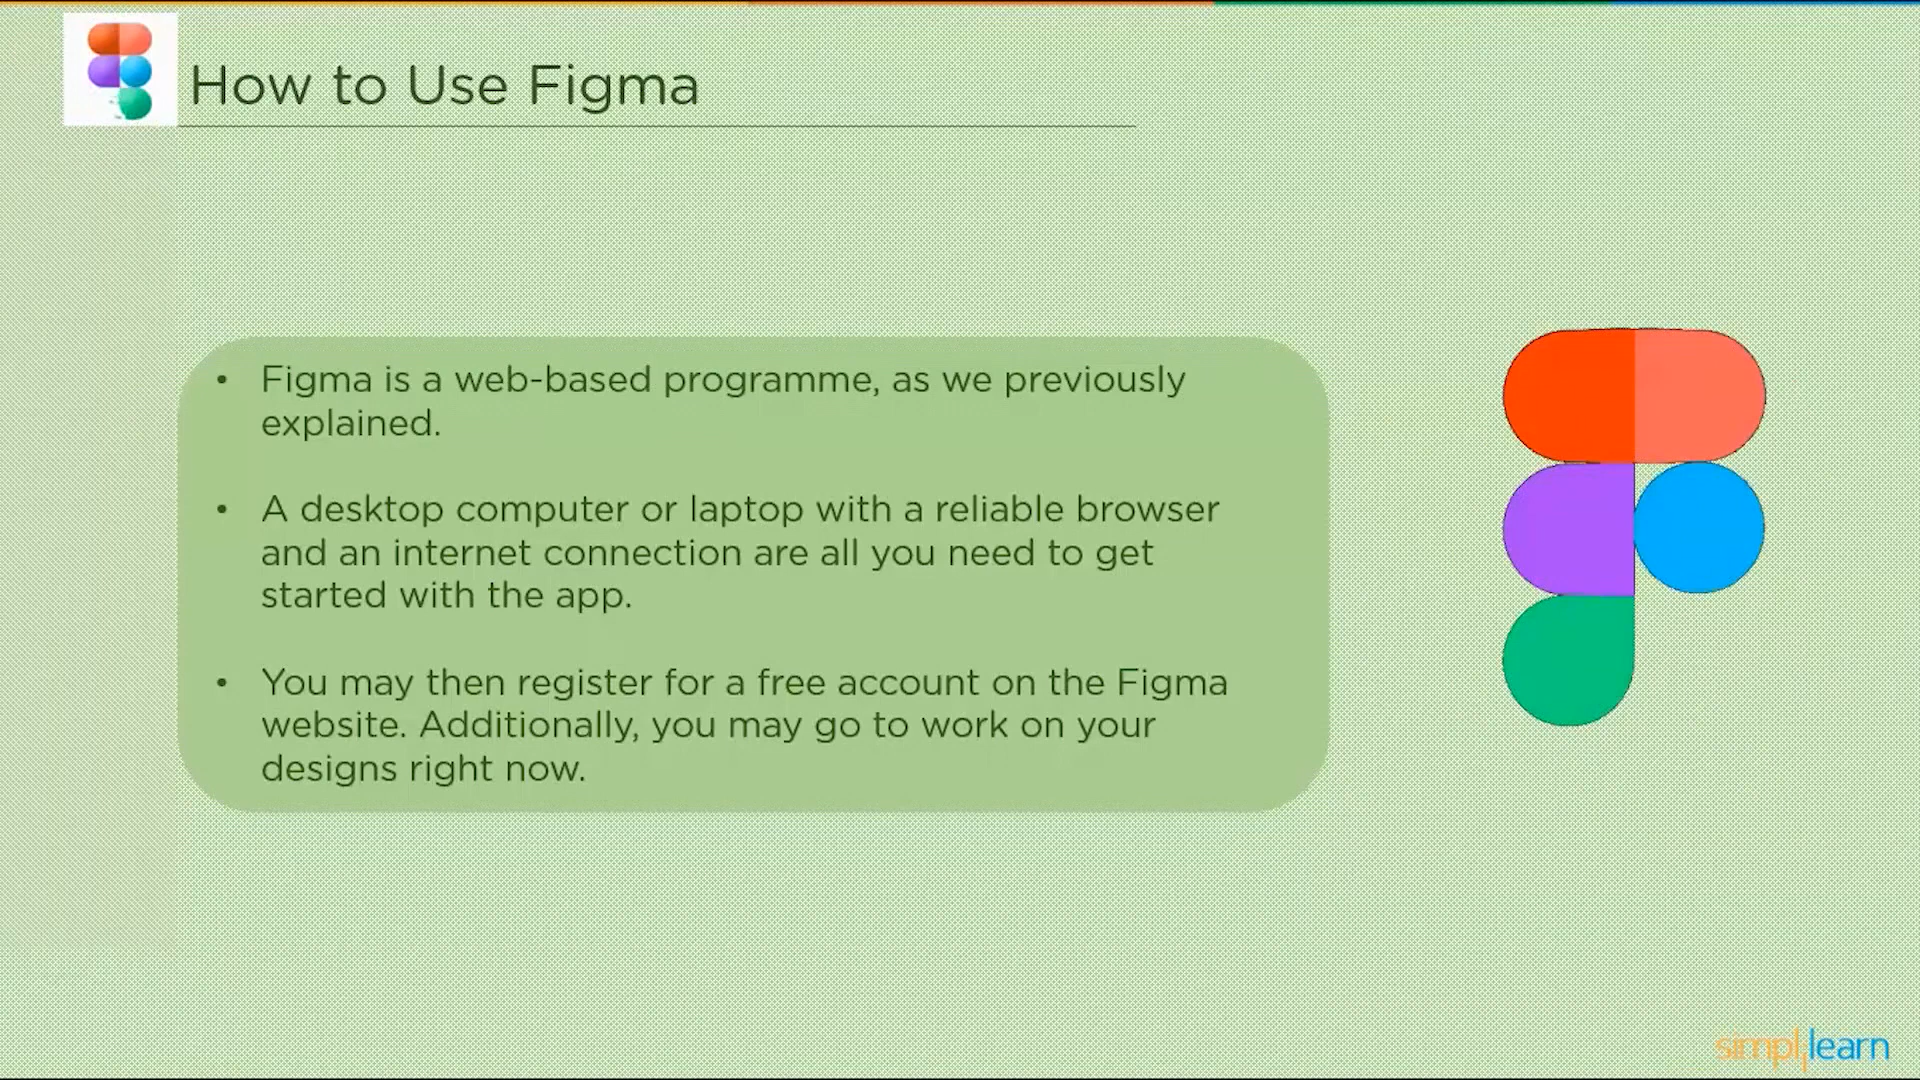 How to Use Figma
• Figma is a web-based programme, as we previously
explained.
• A desktop computer or laptop with a reliable browser
and an internet connection are all you need to get
started with the app.
• You may then register for a free account on the Figma
website. Additionally, you may go to work on your
designs right now.
simplilearn